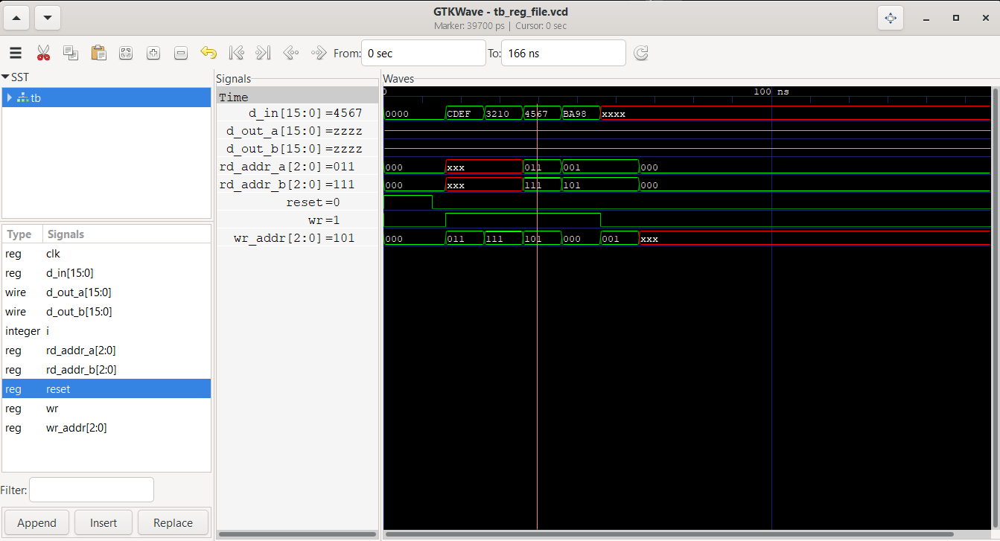 GTKWave - tb_reg_file.vcd
Marker: 39700 ps | Cursor: 0 sec
From: 0 sec To: 166 ns
SST
tb
Type Signals
reg clk
reg d_in[15:0]
wire d_out_a[15:0]
wire d_out_b[15:0]
integer i
reg rd_addr_a[2:0]
reg rd_addr_b[2:0]
reg reset
reg wr
reg wr_addr[2:0]
Filter:
Append Insert Replace
Signals
Time
d_in[15:0]=4567
d_out_a[15:0]=zzzz
d_out_b[15:0]=zzzz
rd_addr_a[2:0]=011
rd_addr_b[2:0]=111
reset=0
wr=1
wr_addr[2:0]=101
Waves
0 100 ns
0000 CDEF 3210 4567 BA98 xxxx
000 xxx 011 001 000
000 xxx 111 101 000
000 011 111 101 000 001 xxx